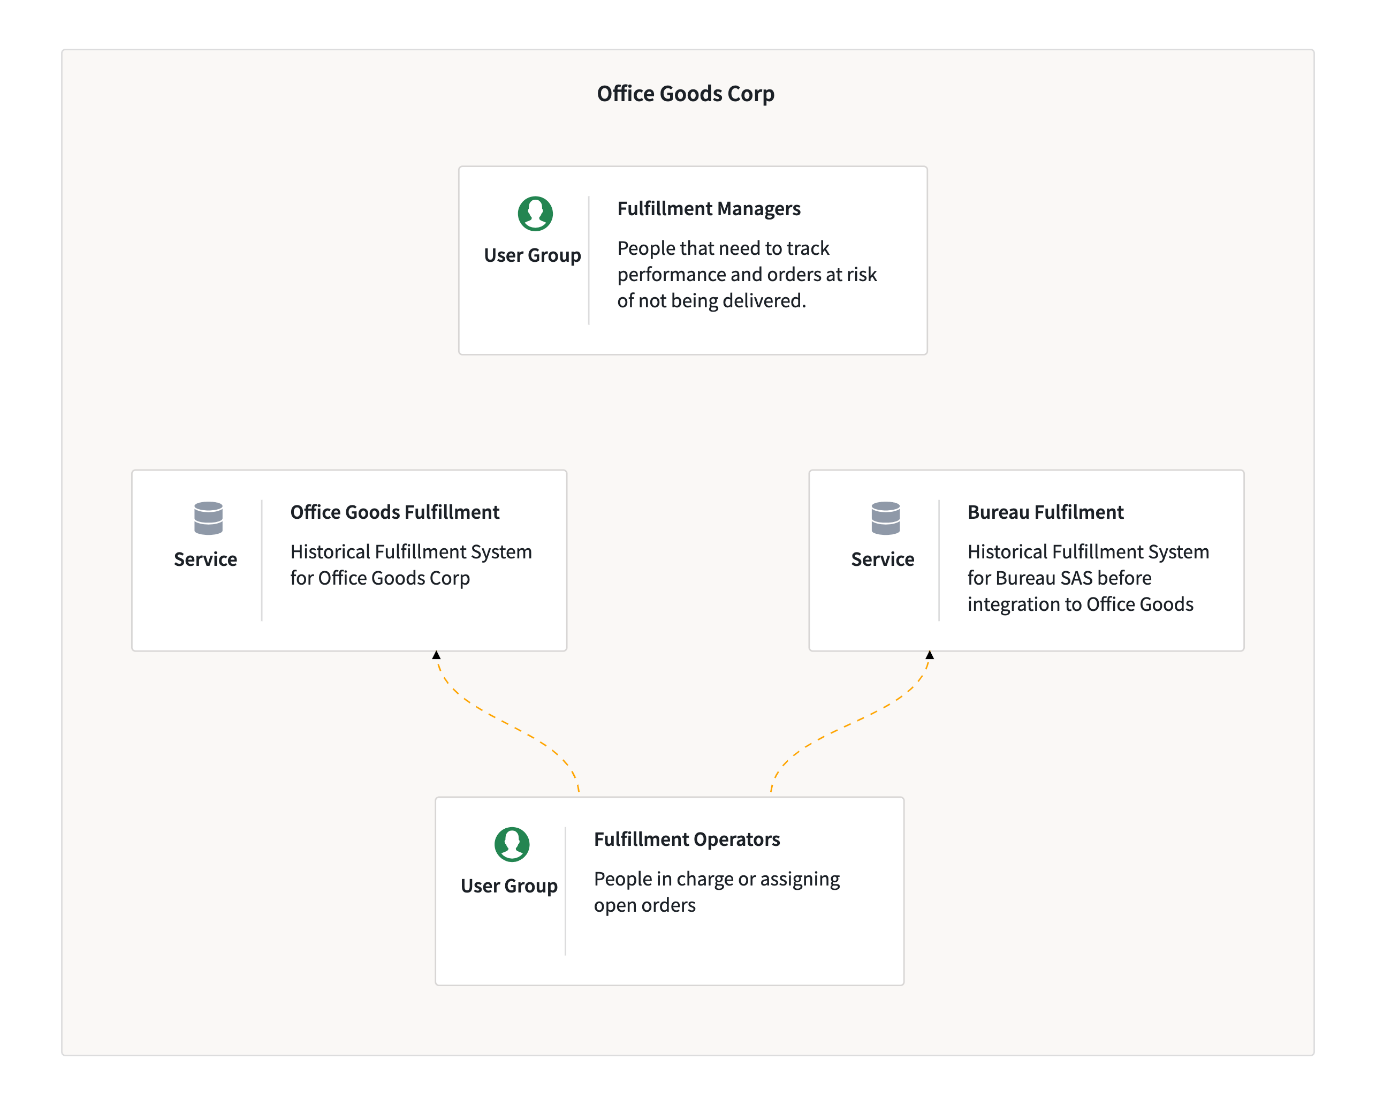 Office Goods Corp
User Group
Fulfillment Managers
People that need to track
performance and orders at risk
of not being delivered.
Service
Office Goods Fulfillment
Historical Fulfillment System
for Office Goods Corp
Service
Bureau Fulfilment
Historical Fulfillment System
for Bureau SAS before
integration to Office Goods
User Group
Fulfillment Operators
People in charge or assigning
open orders